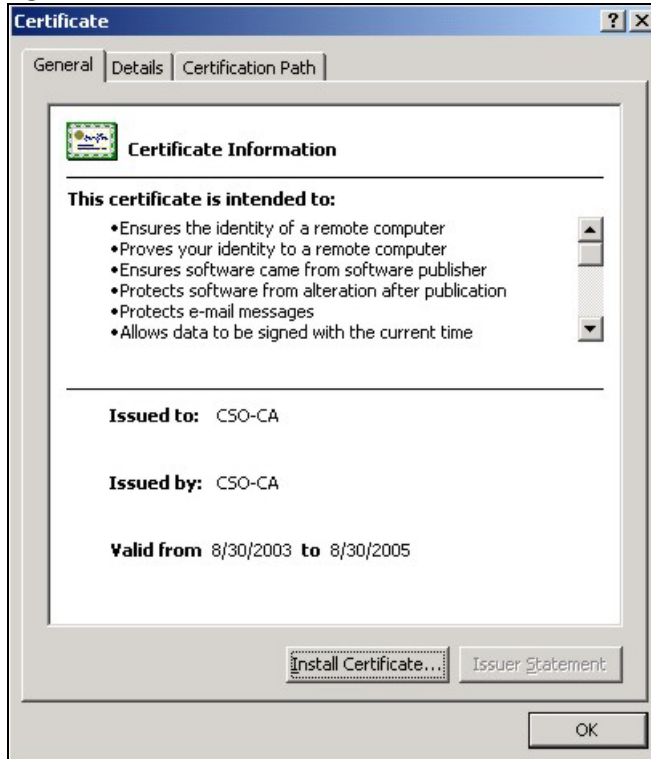 Certificate
General Details Certification Path
Certificate Information
This certificate is intended to:
•Ensures the identity of a remote computer
•Proves your identity to a remote computer
•Ensures software came from software publisher
•Protects software from alteration after publication
•Protects e-mail messages
•Allows data to be signed with the current time
Issued to: CSO-CA
Issued by: CSO-CA
Valid from 8/30/2003 to 8/30/2005
Install Certificate... Issuer Statement
OK